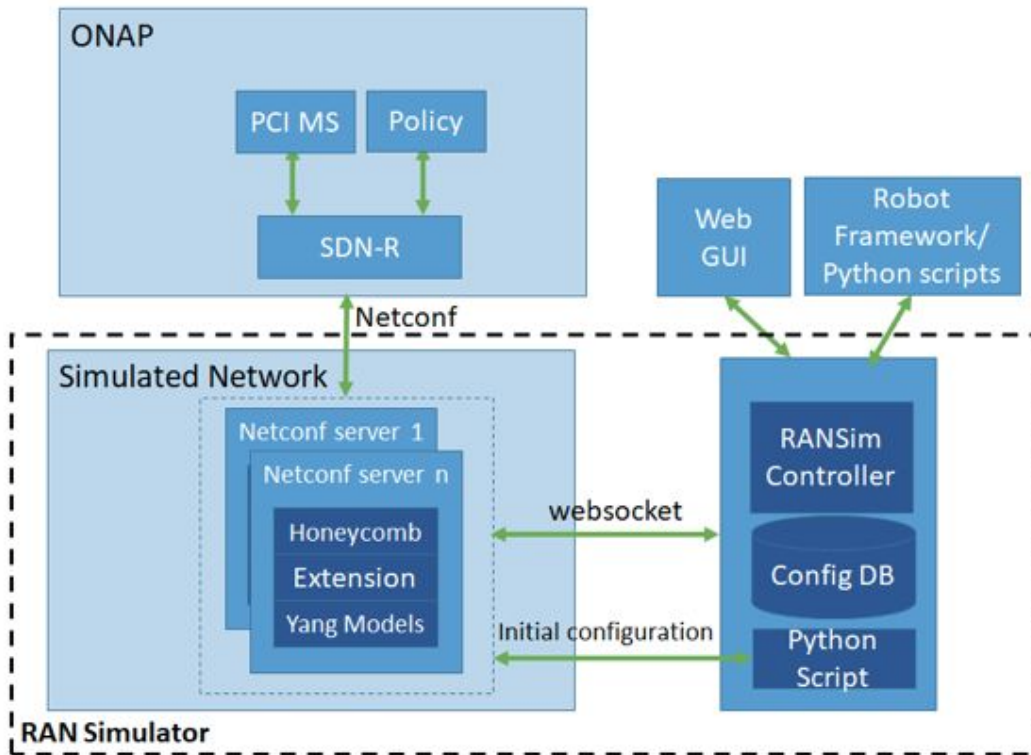 ONAP
PCI MS
Policy
SDN-R
Netconf
Web
GUI
Robot
Framework/
Python scripts
Simulated Network
Netconf server 1
Netconf server n
Honeycomb
Extension
Yang Models
websocket
Initial configuration
RANSim
Controller
Config DB
Python
Script
RAN Simulator